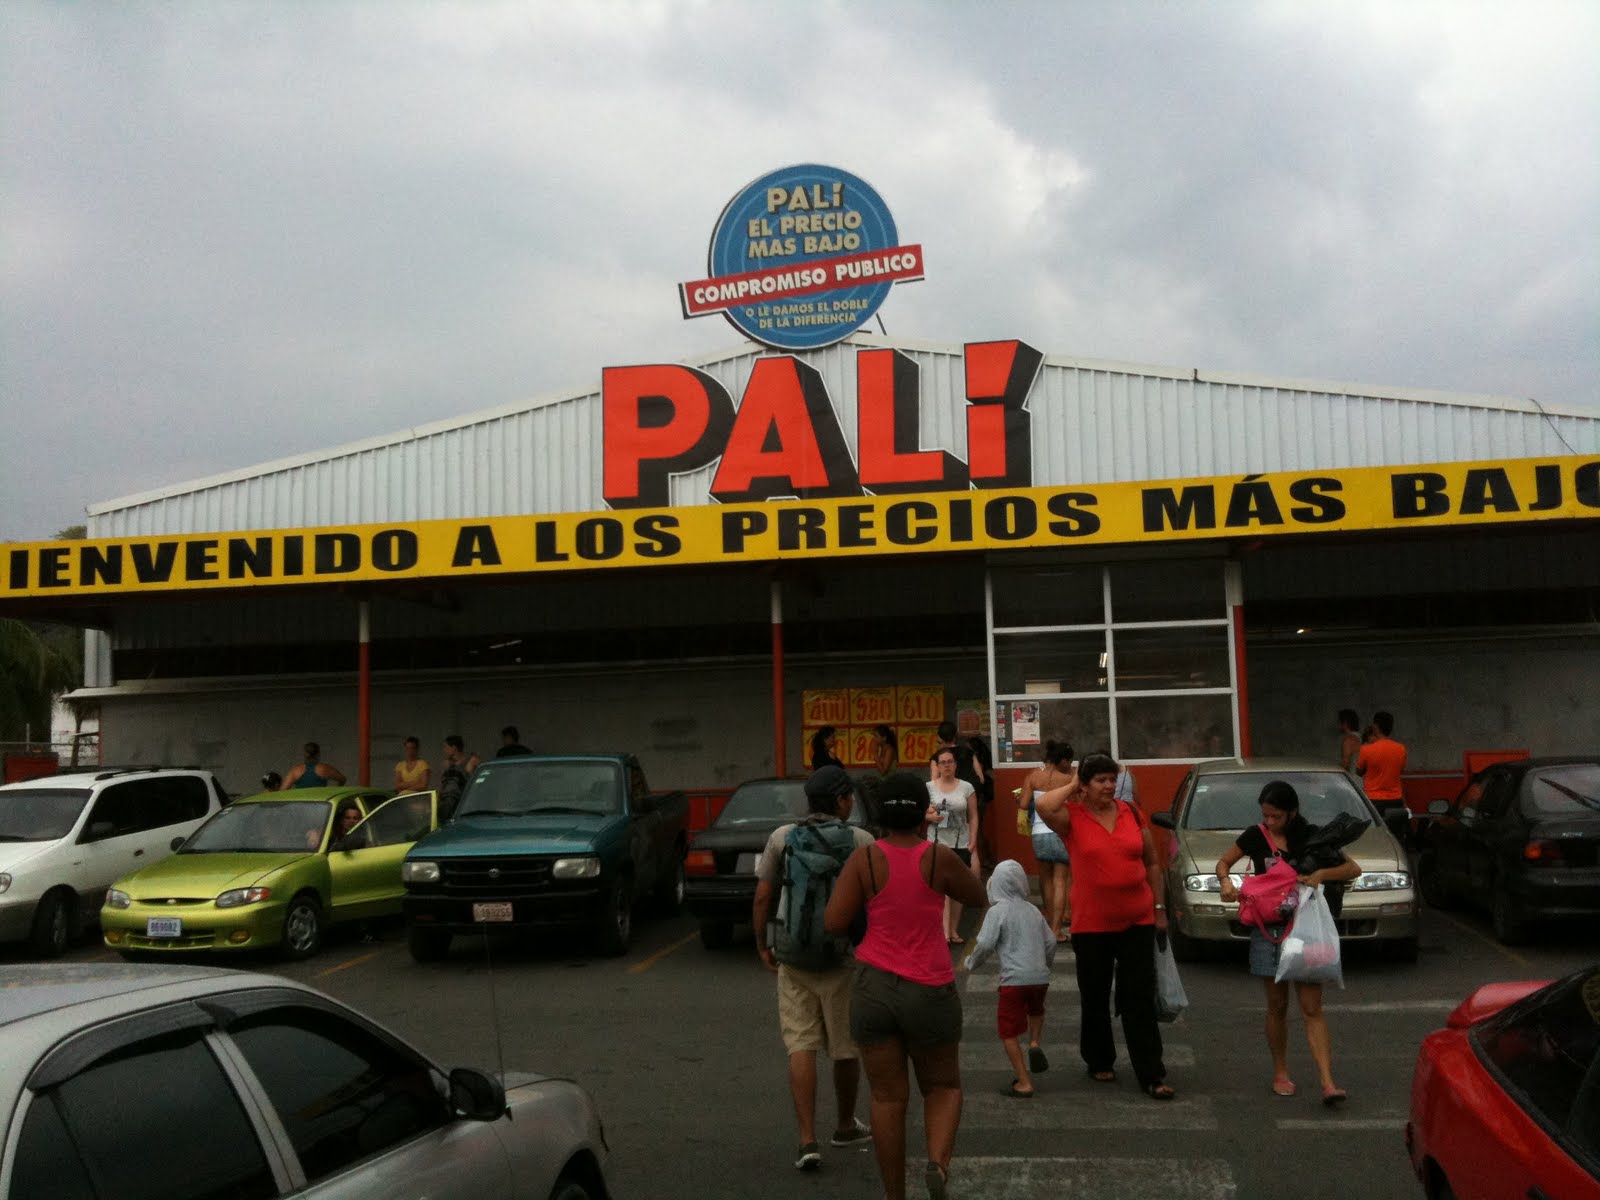 PALÍ
EL PRECIO
MAS BAJO
COMPROMISO PUBLICO
O LE DAMOS EL DOBLE
DE LA DIFERENCIA
PALÍ
BIENVENIDO A LOS PRECIOS MÁS BAJO
580 610